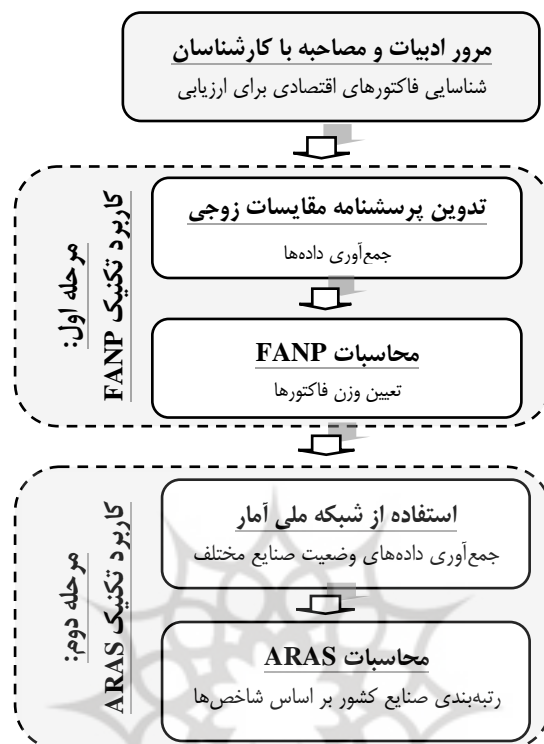 مرور ادبیات و مصاحبه با کارشناسان
شناسایی فاکتورهای اقتصادی برای ارزیابی
مرحله اول:
کاربرد تکنیک FANP
تدوین پرسشنامه مقایسات زوجی
جمع‌آوری داده‌ها
محاسبات FANP
تعیین وزن فاکتورها
مرحله دوم:
کاربرد تکنیک ARAS
استفاده از شبکه ملی آمار
جمع‌آوری داده‌های وضعیت صنایع مختلف
محاسبات ARAS
رتبه‌بندی صنایع کشور بر اساس شاخص‌ها